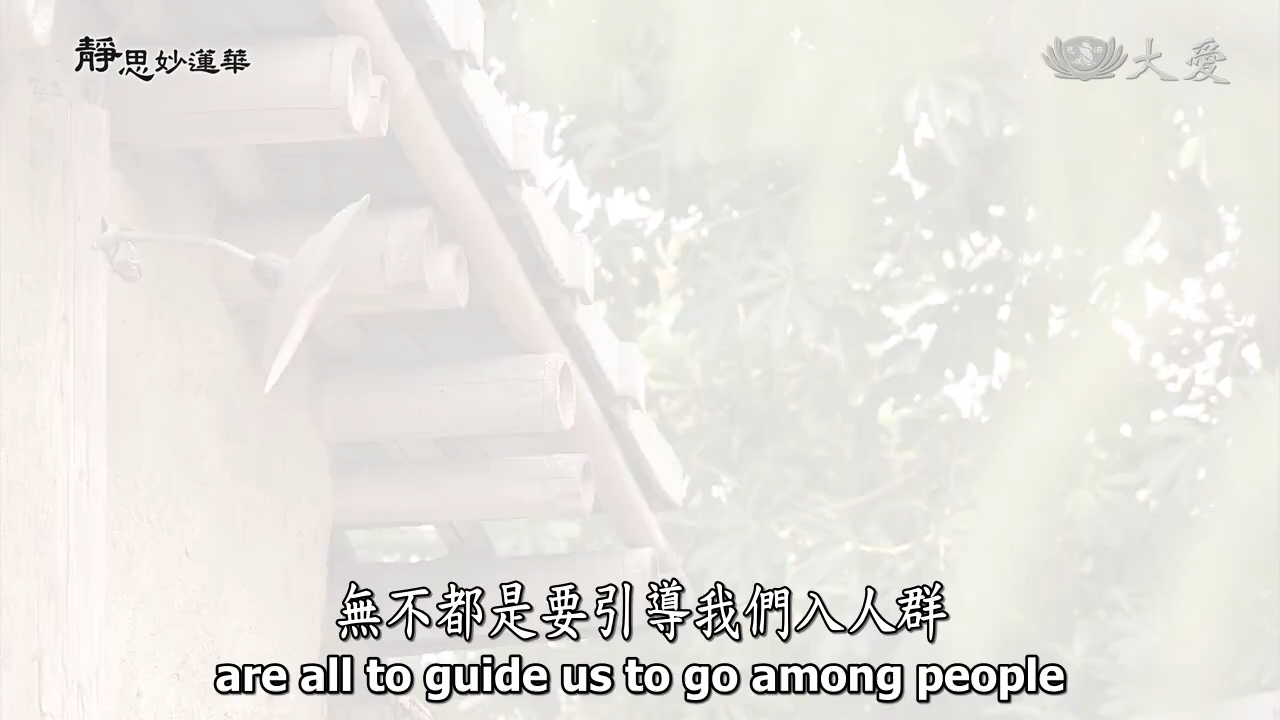 靜思妙蓮華
大愛
無不都是要引導我們入人群
are all to guide us to go among people